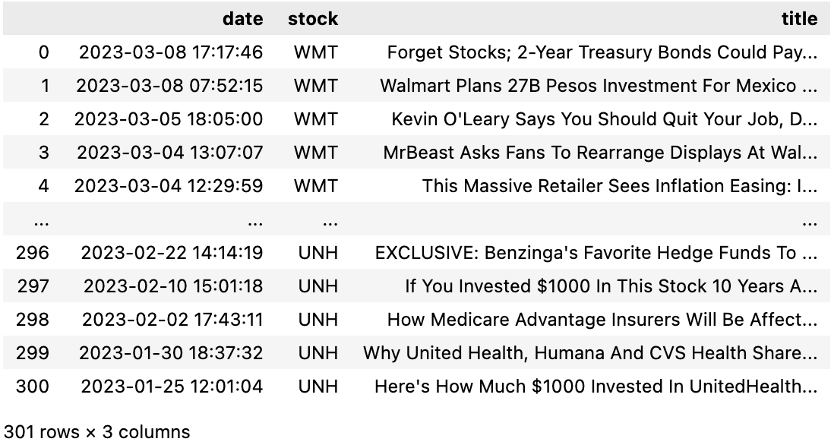 date stock title
0 2023-03-08 17:17:46 WMT Forget Stocks; 2-Year Treasury Bonds Could Pay...
1 2023-03-08 07:52:15 WMT Walmart Plans 27B Pesos Investment For Mexico ...
2 2023-03-05 18:05:00 WMT Kevin O'Leary Says You Should Quit Your Job, D...
3 2023-03-04 13:07:07 WMT MrBeast Asks Fans To Rearrange Displays At Wal...
4 2023-03-04 12:29:59 WMT This Massive Retailer Sees Inflation Easing: I...
... ... ... ...
296 2023-02-22 14:14:19 UNH EXCLUSIVE: Benzinga's Favorite Hedge Funds To ...
297 2023-02-10 15:01:18 UNH If You Invested $1000 In This Stock 10 Years A...
298 2023-02-02 17:43:11 UNH How Medicare Advantage Insurers Will Be Affect...
299 2023-01-30 18:37:32 UNH Why United Health, Humana And CVS Health Share...
300 2023-01-25 12:01:04 UNH Here's How Much $1000 Invested In UnitedHealth...
301 rows × 3 columns